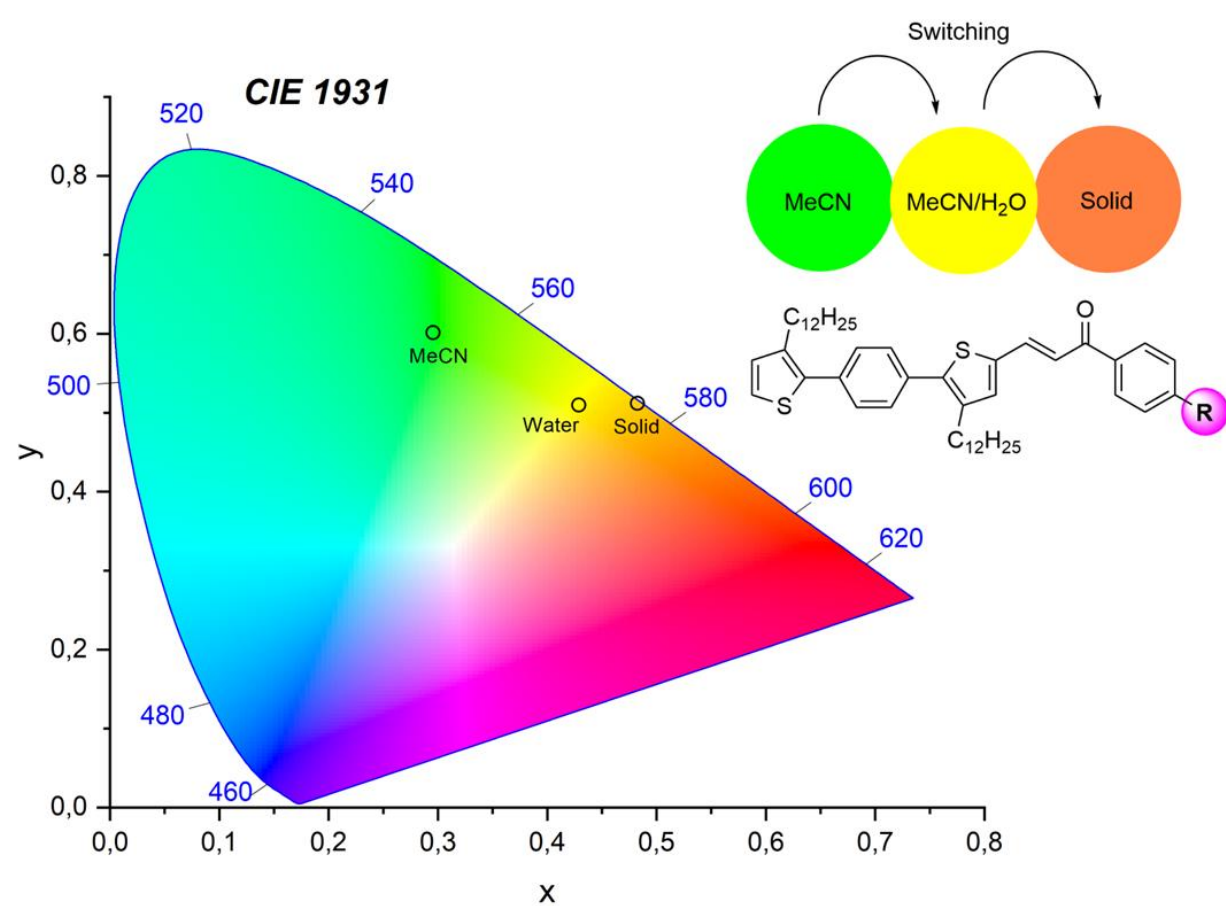 Switching
CIE 1931
520
0,8
540
MeCN
MeCN/H₂O
Solid
560
C₁₂H₂₅
O
0,6
MeCN
S
500
580
S
R
Water
Solid
C₁₂H₂₅
y
0,4
600
620
0,2
480
460
0,0
0,0 0,1 0,2 0,3 0,4 0,5 0,6 0,7 0,8
x